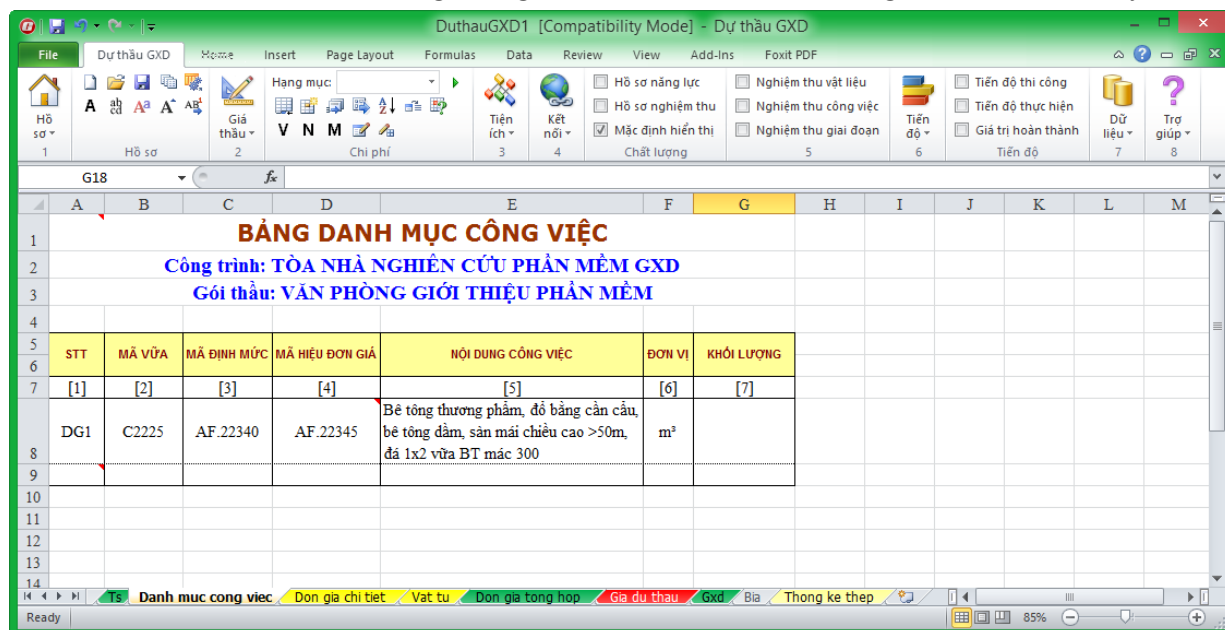 DuthauGXD1 [Compatibility Mode] - Dự thầu GXD
File Dự thầu GXD Home Insert Page Layout Formulas Data Review View Add-Ins Foxit PDF
Hạng mục:
Hồ sơ năng lực
Nghiệm thu vật liệu
Tiến độ thi công
Hồ sơ nghiệm thu
Nghiệm thu công việc
Tiến độ thực hiện
V N M
Mặc định hiển thị
Nghiệm thu giai đoạn
Giá trị hoàn thành
Hồ sơ
Giá thầu
Tiện ích
Kết nối
Tiến độ
Dữ liệu
Trợ giúp
1 Hồ sơ 2 Chi phí 3 4 Chất lượng 5 6 Tiến độ 7 8
G18 fx
A B C D E F G H I J K L M
1 BẢNG DANH MỤC CÔNG VIỆC
2 Công trình: TÒA NHÀ NGHIÊN CỨU PHẦN MỀM GXD
3 Gói thầu: VĂN PHÒNG GIỚI THIỆU PHẦN MỀM
4
5
STT MÃ VỮA MÃ ĐỊNH MỨC MÃ HIỆU ĐƠN GIÁ NỘI DUNG CÔNG VIỆC ĐƠN VỊ KHỐI LƯỢNG
6
7 [1] [2] [3] [4] [5] [6] [7]
Bê tông thương phẩm, đổ bằng cần cẩu,
DG1 C2225 AF.22340 AF.22345 bê tông dầm, sàn mái chiều cao >50m, m³
8 đá 1x2 vữa BT mác 300
9
10
11
12
13
14
Ts Danh muc cong viec Don gia chi tiet Vat tu Don gia tong hop Gia du thau Gxd Bia Thong ke thep
Ready 85%